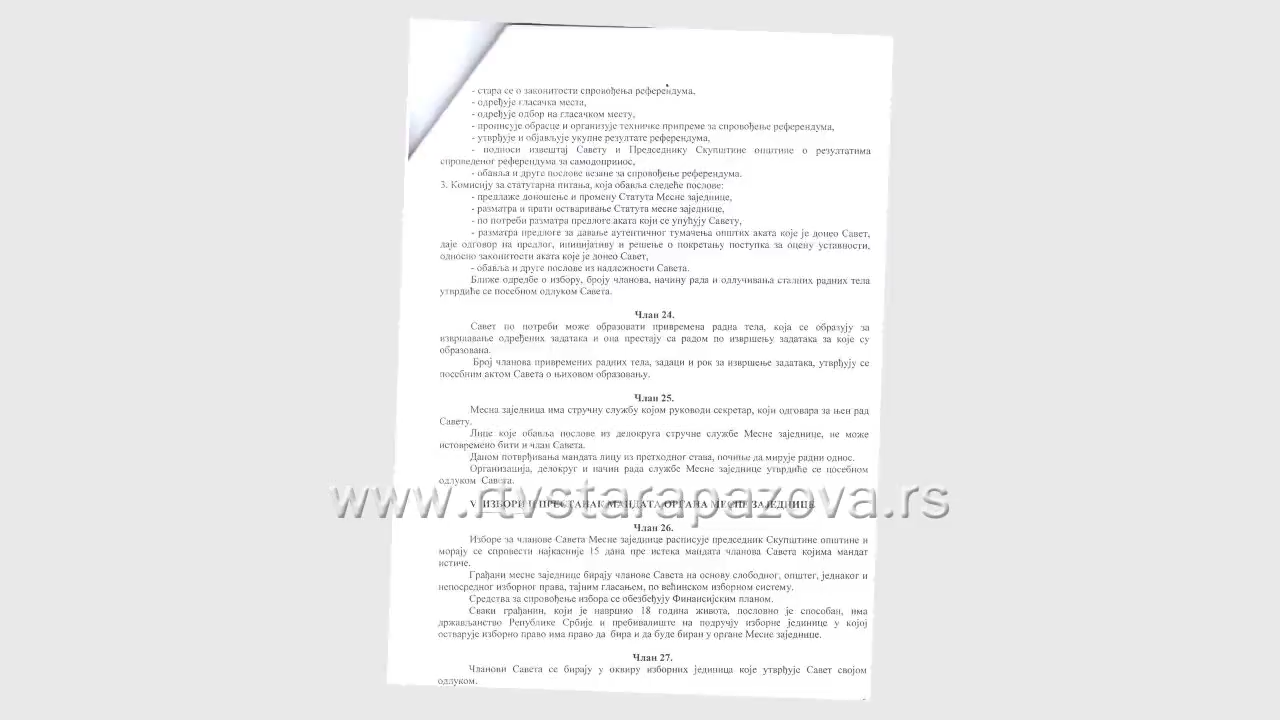 - стара се о законитости спровођења референдума,
- одређује гласачка места,
- одређује одбор на гласачком месту,
- прописује обрасце и организује техничке припреме за спровођење референдума,
- утврђује и објављује укупне резултате референдума,
- подноси извештај Савету и Председнику Скупштине општине о резултатима
спроведеног референдума за самодопринос,
- обавља и друге послове везане за спровођење референдума.
3. Комисију за статутарна питања, која обавља следеће послове:
- предлаже доношење и промену Статута Месне заједнице,
- разматра и прати остваривање Статута месне заједнице,
- по потреби разматра предлоге аката који се упућују Савету,
- разматра предлоге за давање аутентичног тумачења општих аката које је донео Савет,
даје одговор на предлог, иницијативу и решење о покретању поступка за оцену уставности,
односно законитости аката које је донео Савет,
- обавља и друге послове из надлежности Савета.
Ближе одредбе о избору, броју чланова, начину рада и одлучивања сталних радних тела
утврдиће се посебном одлуком Савета.
Члан 24.
Савет по потреби може образовати привремена радна тела, која се образују за
извршавање одређених задатака и она престају са радом по извршењу задатака за које су
образована.
Број чланова привремених радних тела, задаци и рок за извршење задатака, утврђују се
посебним актом Савета о њиховом образовању.
Члан 25.
Месна заједница има стручну службу којом руководи секретар, који одговара за њен рад
Савету.
Лице које обавља послове из делокруга стручне службе Месне заједнице, не може
истовремено бити и члан Савета.
Даном потврђивања мандата лицу из претходног става, почиње да мирује радни однос.
Организација, делокруг и начин рада службе Месне заједнице утврдиће се посебном
одлуком Савета.
www.rtvstarapazova.rs
V ИЗБОРИ И ПРЕСТАНАК МАНДАТА ОРГАНА МЕСНЕ ЗАЈЕДНИЦЕ
Члан 26.
Изборе за чланове Савета Месне заједнице расписује председник Скупштине општине и
морају се спровести најкасније 15 дана пре истека мандата чланова Савета којима мандат
истиче.
Грађани месне заједнице бирају чланове Савета на основу слободног, општег, једнаког и
непосредног изборног права, тајним гласањем, по већинском изборном систему.
Средства за спровођење избора се обезбеђују Финансијским планом.
Сваки грађанин, који је навршио 18 година живота, пословно је способан, има
држављанство Републике Србије и пребивалиште на подручју изборне јединице у којој
остварује изборно право има право да бира и да буде биран у органе Месне заједнице.
Члан 27.
Чланови Савета се бирају у оквиру изборних јединица које утврђује Савет својом
одлуком.